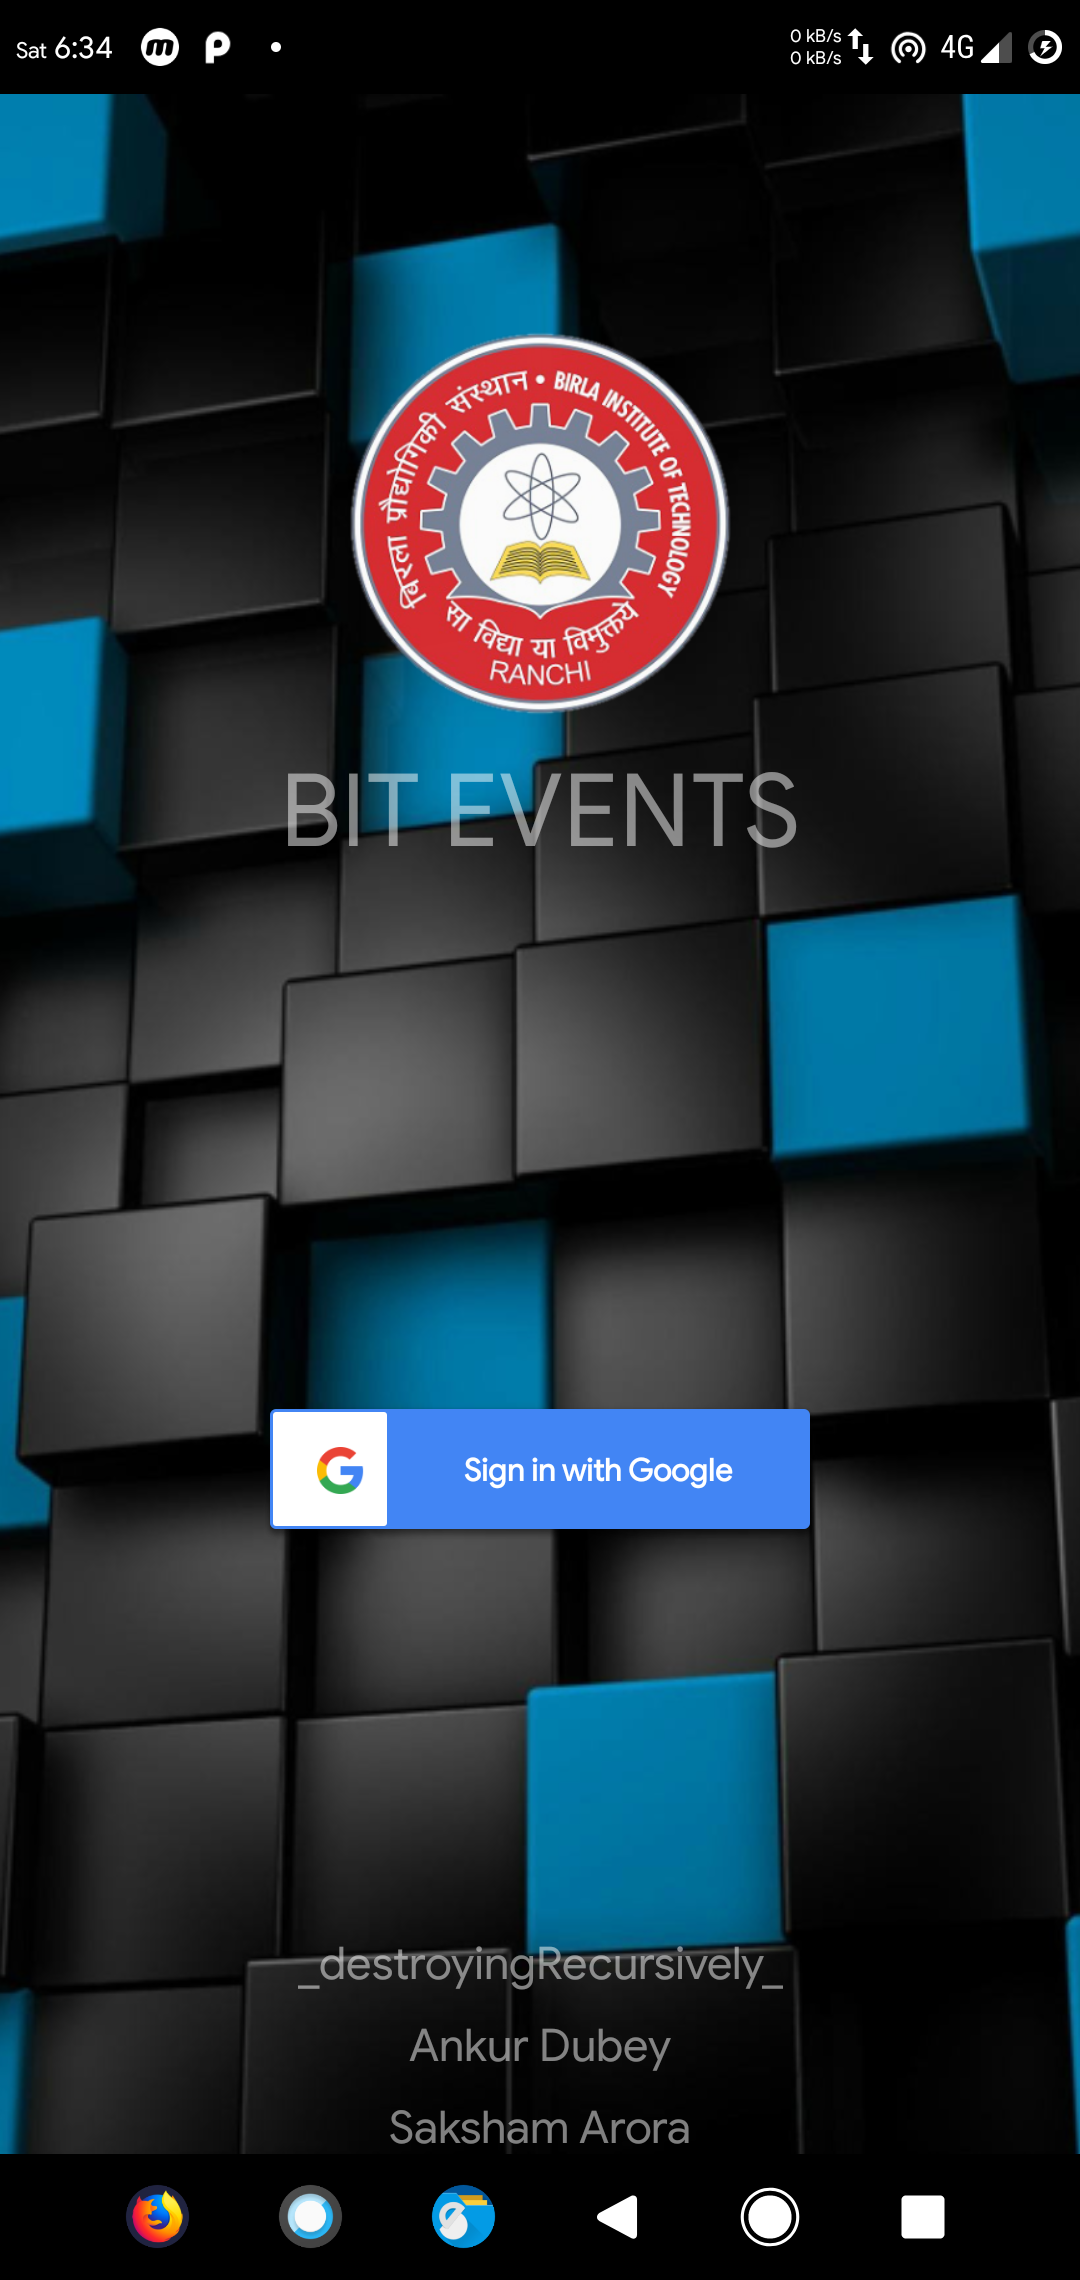 Sat 6:34
0 kB/s
0 kB/s
4G
बिरला प्रौद्योगिकी संस्थान • BIRLA INSTITUTE OF TECHNOLOGY
सा विद्या या विमुक्तये
RANCHI
BIT EVENTS
Sign in with Google
_destroyingRecursively_
Ankur Dubey
Saksham Arora